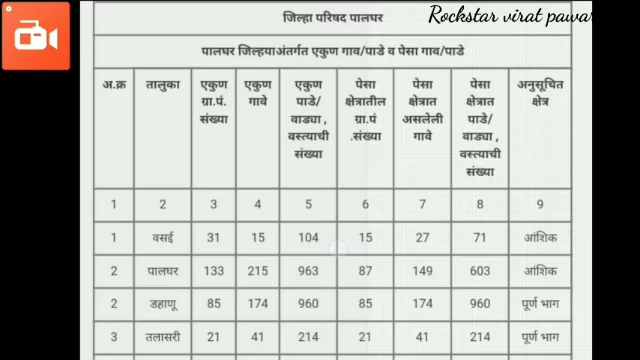 Rockstar virat pawar
जिल्हा परिषद पालघर
पालघर जिल्हयाअंतर्गत एकुण गाव/पाडे व पेसा गाव/पाडे
अ.क्र तालुका एकुण ग्रा.पं. संख्या एकुण गावे एकुण पाडे/ वाड्या , वस्त्याची संख्या पेसा क्षेत्रातील ग्रा.पं .संख्या पेसा क्षेत्रात असलेली गावे पेसा क्षेत्रात पाडे/ वाड्या , वस्त्याची संख्या अनुसूचित क्षेत्र
1 2 3 4 5 6 7 8 9
1 वसई 31 15 104 15 27 71 आंशिक
2 पालघर 133 215 963 87 149 603 आंशिक
2 डहाणू 85 174 960 85 174 960 पूर्ण भाग
3 तलासरी 21 41 214 21 41 214 पूर्ण भाग